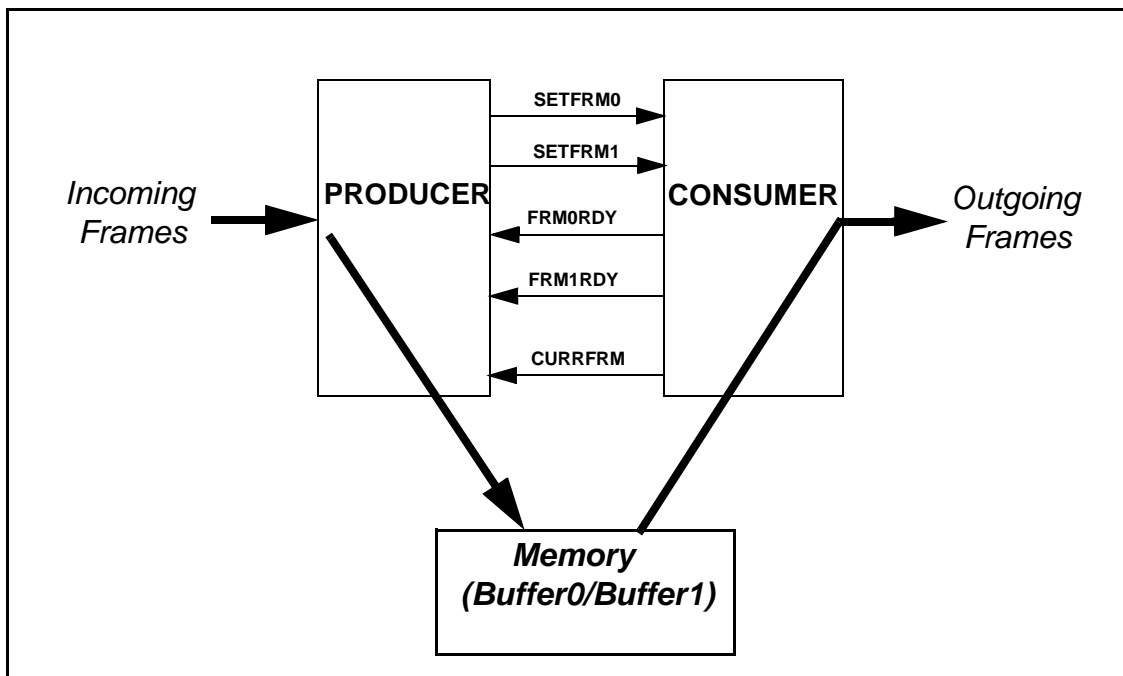 SETFRM0
SETFRM1
PRODUCER
CONSUMER
Incoming
Frames
FRM0RDY
Outgoing
Frames
FRM1RDY
CURRFRM
Memory
(Buffer0/Buffer1)